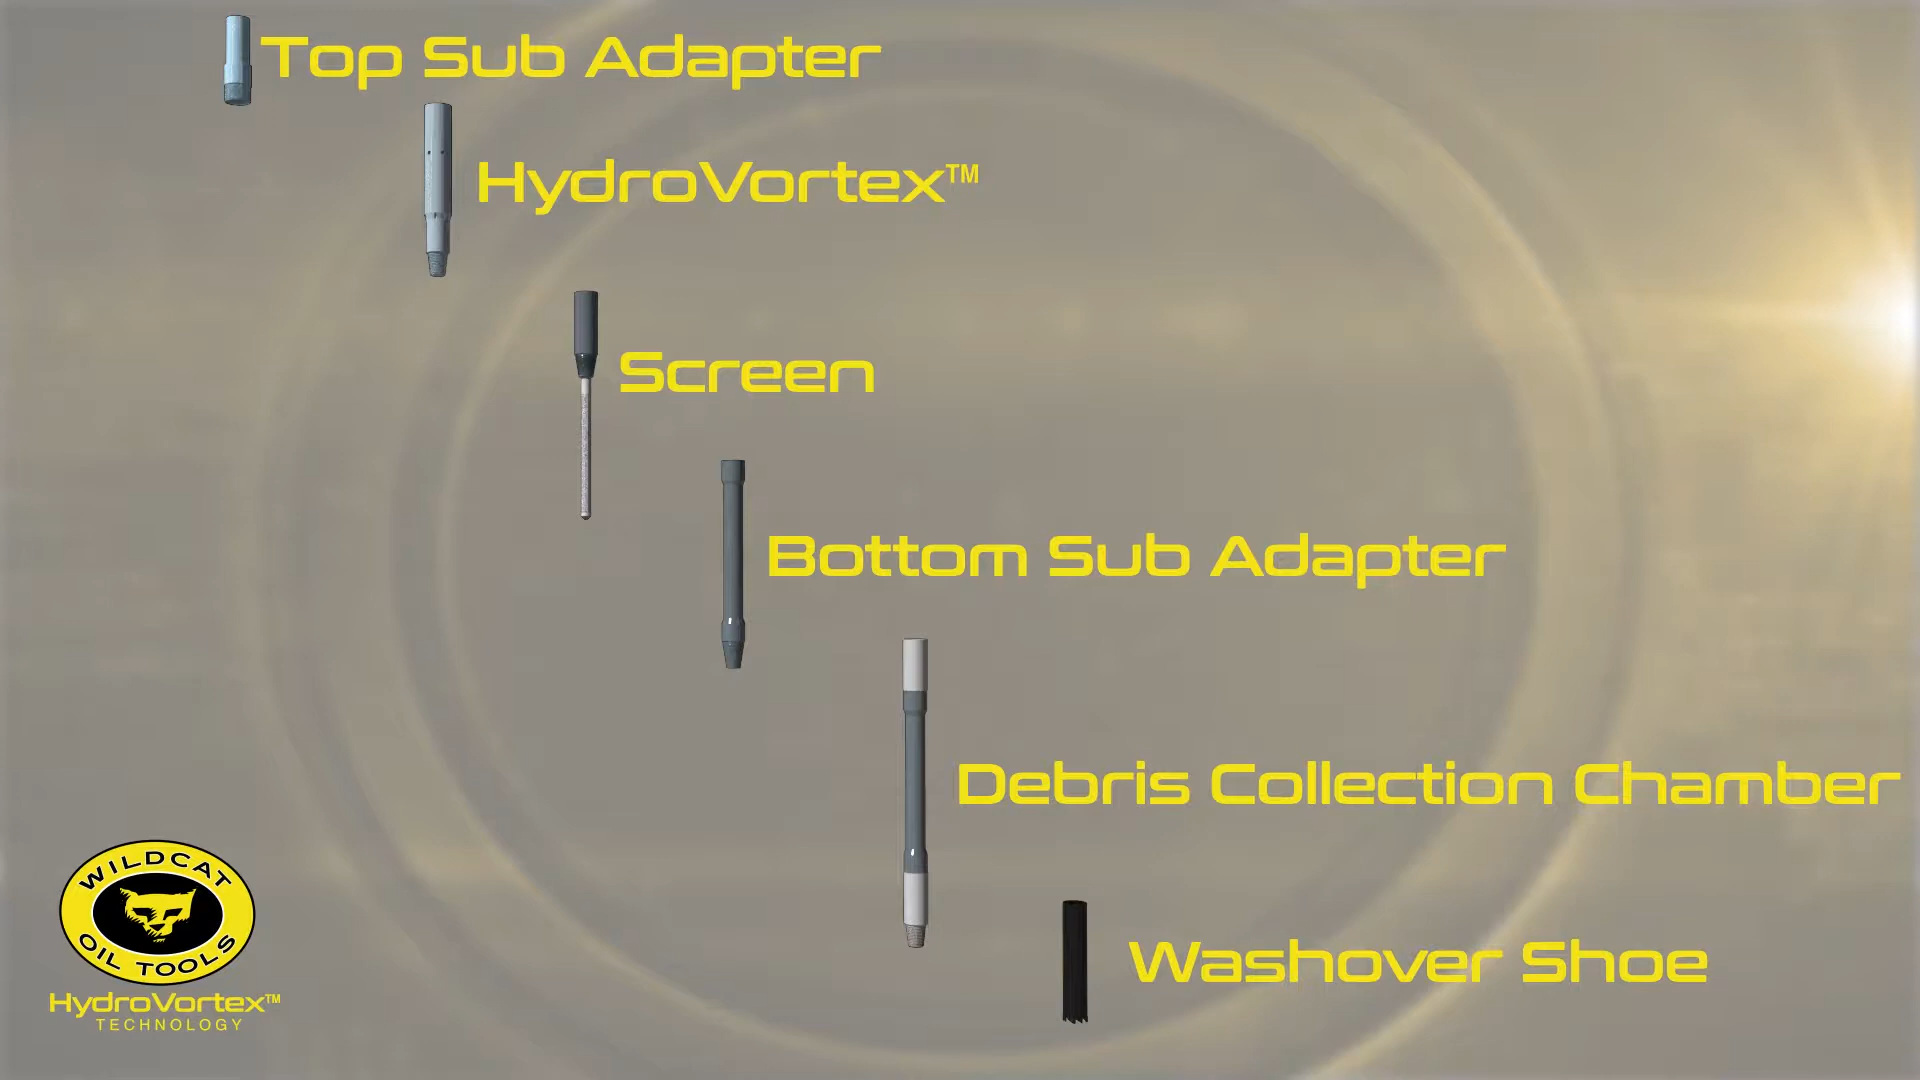 Top Sub Adapter
HydroVortex™
Screen
Bottom Sub Adapter
Debris Collection Chamber
WILDCAT
OIL TOOLS
HydroVortex™
TECHNOLOGY
Washover Shoe